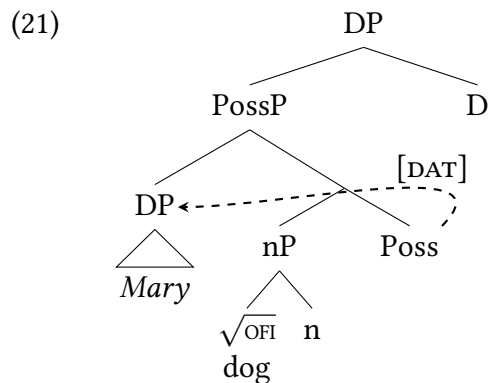 (21)
DP
PossP D
[DAT]
DP
nP Poss
Mary
√OFI n
dog